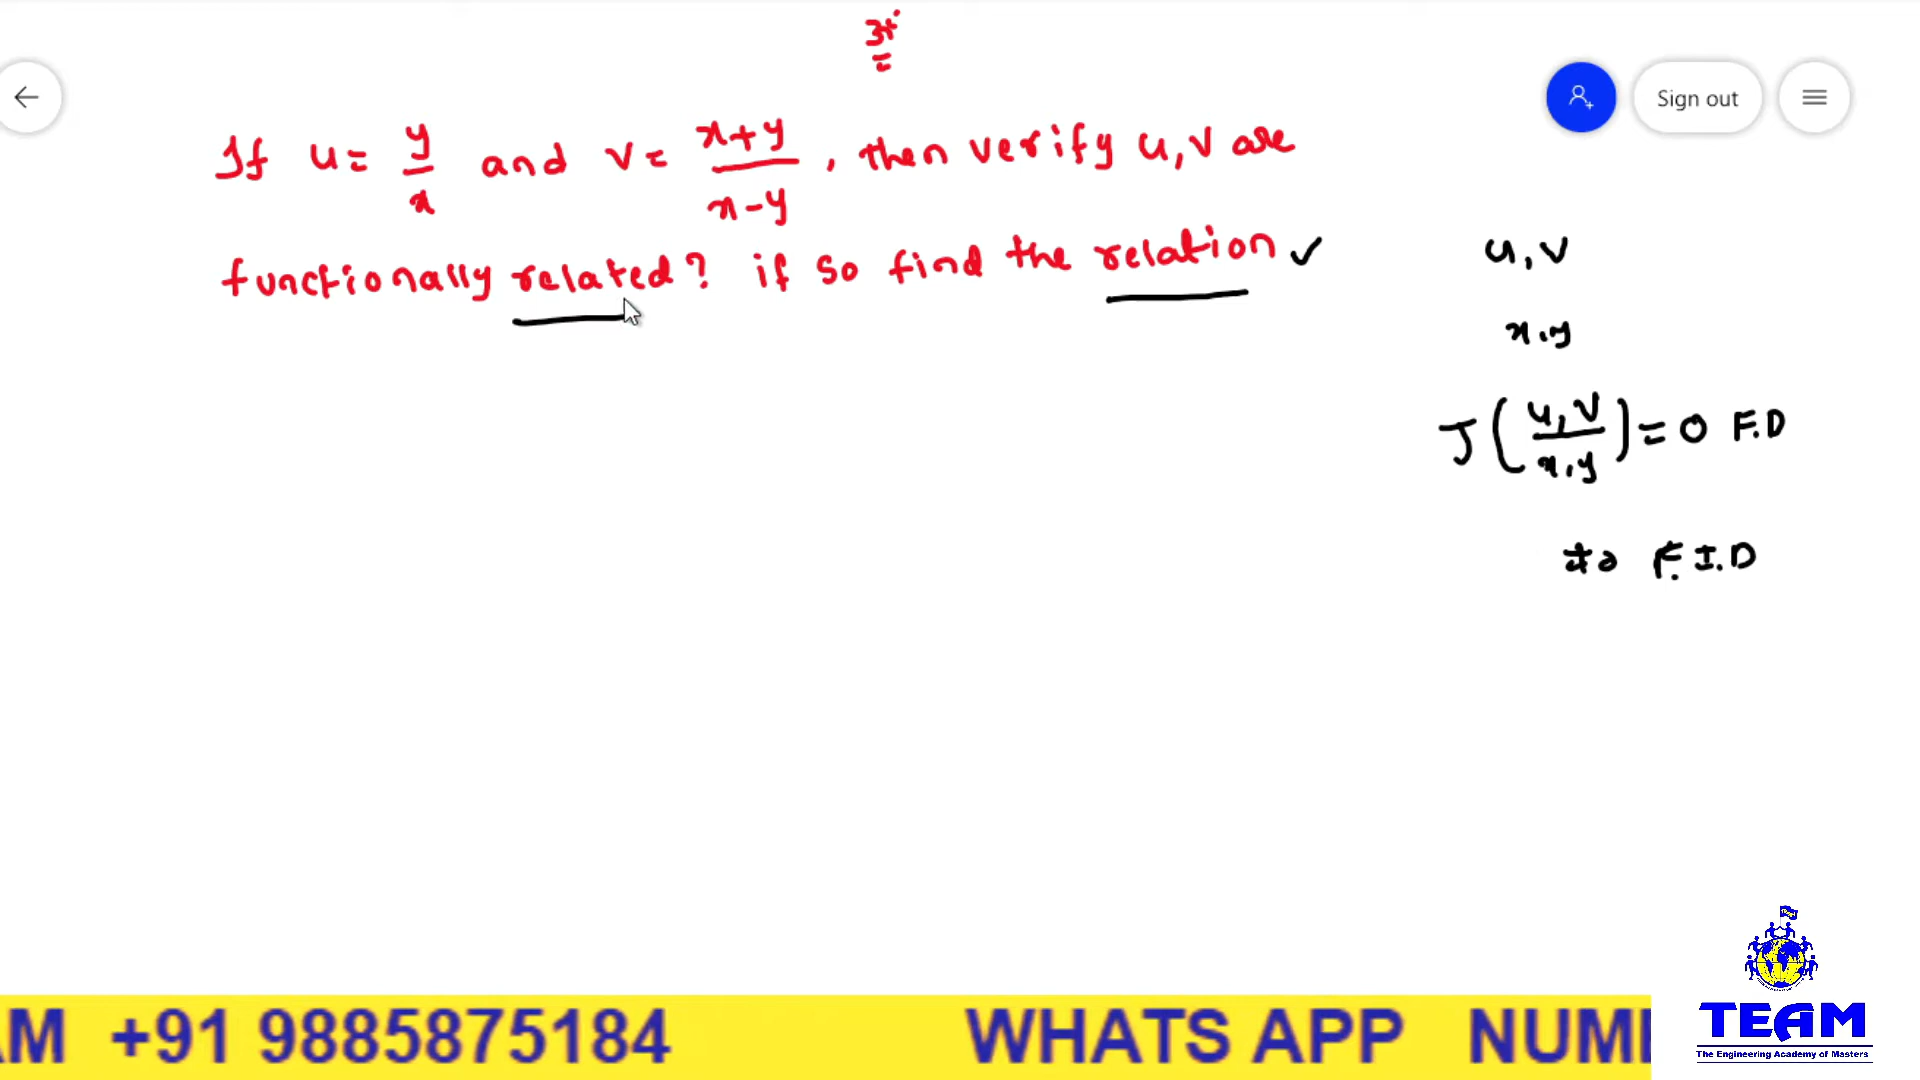 3+
=
Sign out
If u = y/x and v = x+y/x-y , then verify u,v are
functionally related? if so find the relation ✓
u,v
x,y
J(u,v/x,y) = 0 F.D
≠0 F.I.D
TEAM
The Engineering Academy of Masters
AM +91 9885875184 WHATS APP NUM